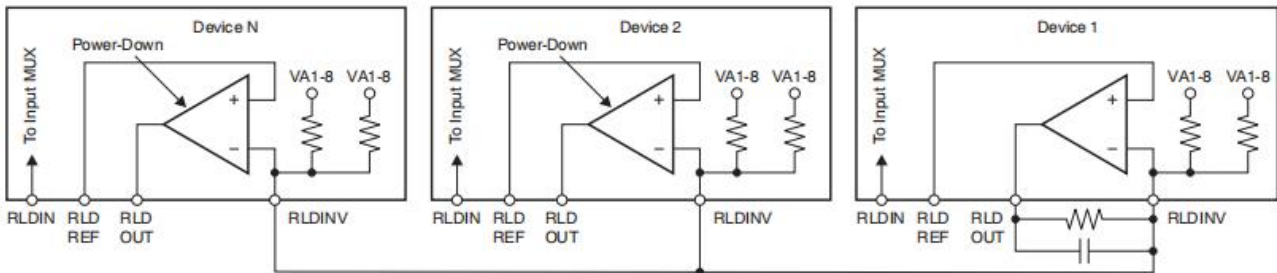 Device N
Power-Down
To Input MUX
VA1-8 VA1-8
+
−
RLDIN RLD REF RLD OUT RLDINV
Device 2
Power-Down
To Input MUX
VA1-8 VA1-8
+
−
RLDIN RLD REF RLD OUT RLDINV
Device 1
To Input MUX
VA1-8 VA1-8
+
−
RLDIN RLD REF RLD OUT RLDINV